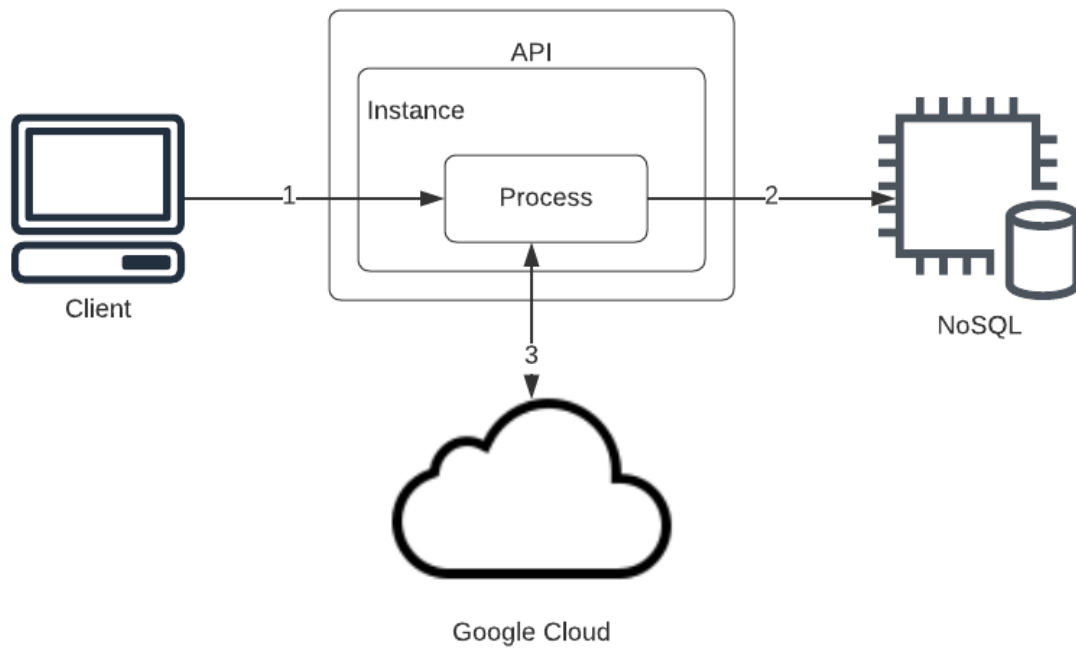 API
Instance
Process
1
2
Client
NoSQL
3
Google Cloud